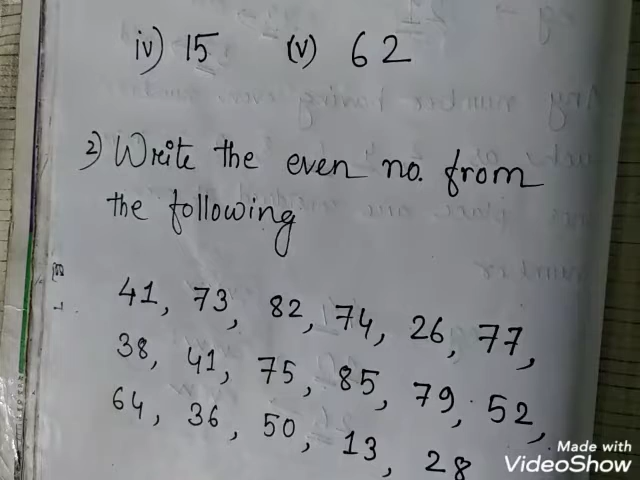 iv) 15 (v) 62
2) Write the even no. from
the following
41, 73, 82, 74, 26, 77,
38, 41, 75, 85, 79, 52,
64, 36, 50, 13, 28
Made with
VideoShow